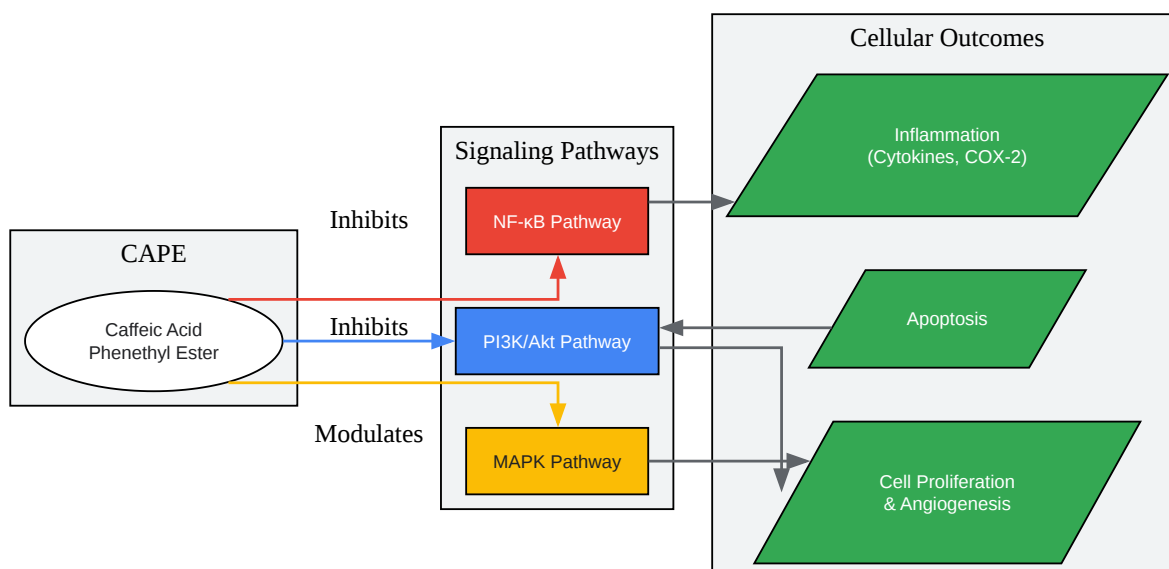 CAPE
Caffeic Acid
Phenethyl Ester
Inhibits
Inhibits
Modulates
Signaling Pathways
NF-κB Pathway
PI3K/Akt Pathway
MAPK Pathway
Cellular Outcomes
Inflammation
(Cytokines, COX-2)
Apoptosis
Cell Proliferation
& Angiogenesis